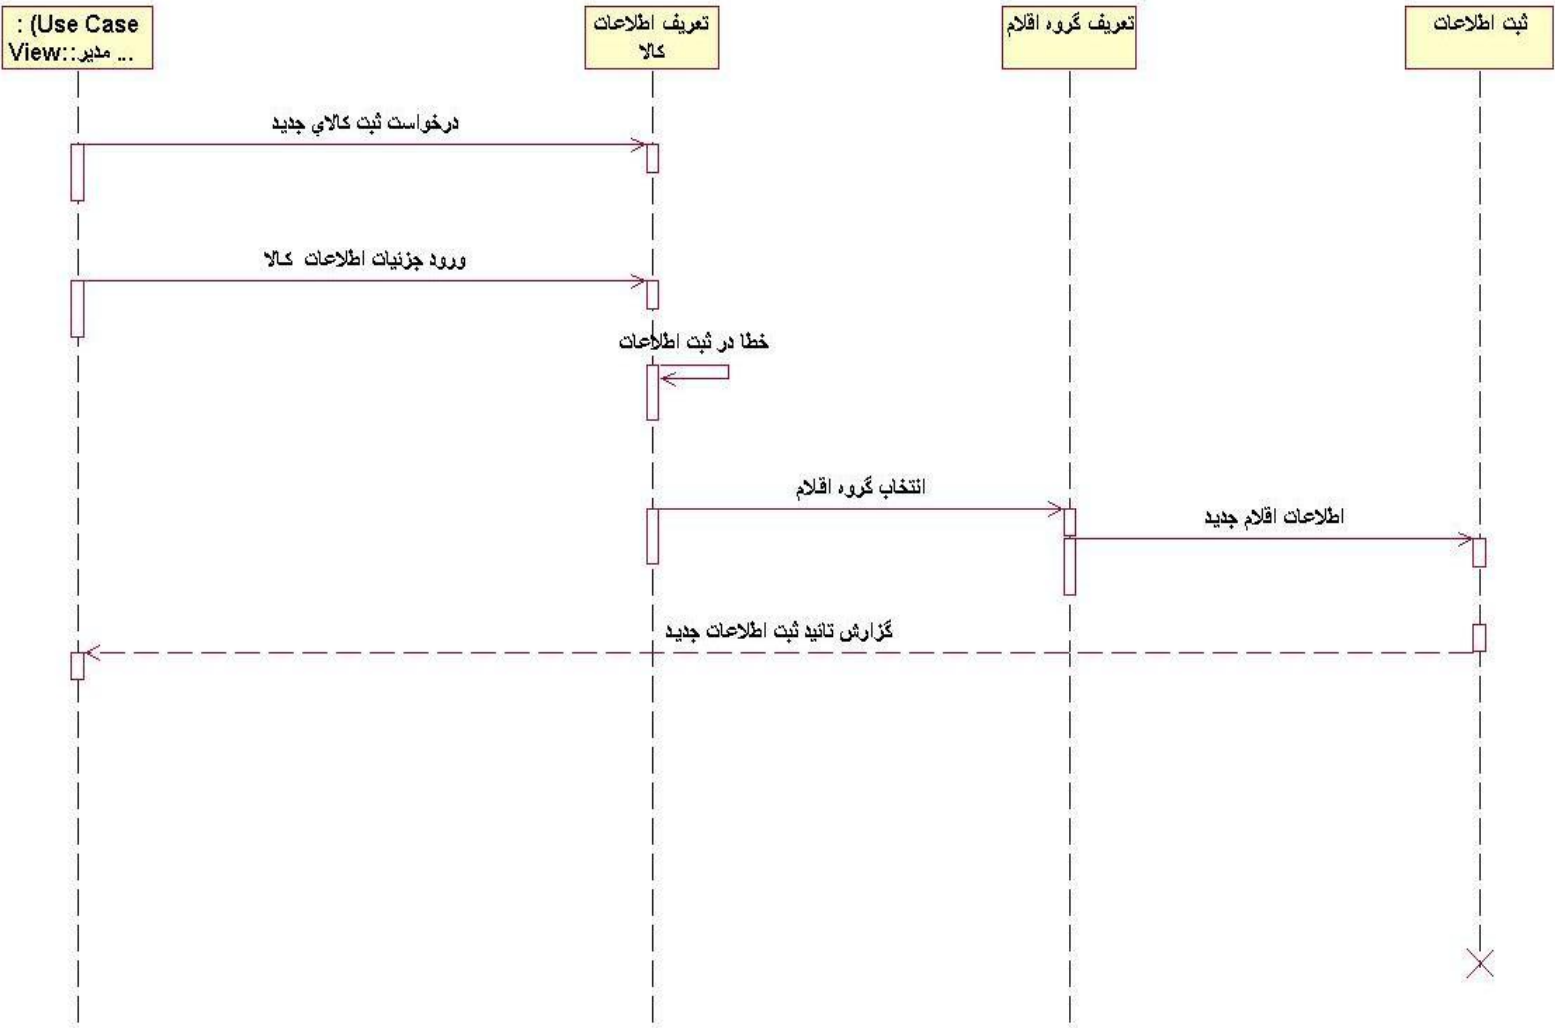 : (Use Case
View::مدير ...
تعريف اطلاعات
كالا
تعريف گروه اقلام
ثبت اطلاعات
درخواست ثبت كالاي جديد
ورود جزئيات اطلاعات كالا
خطا در ثبت اطلاعات
انتخاب گروه اقلام
اطلاعات اقلام جديد
گزارش تائيد ثبت اطلاعات جديد